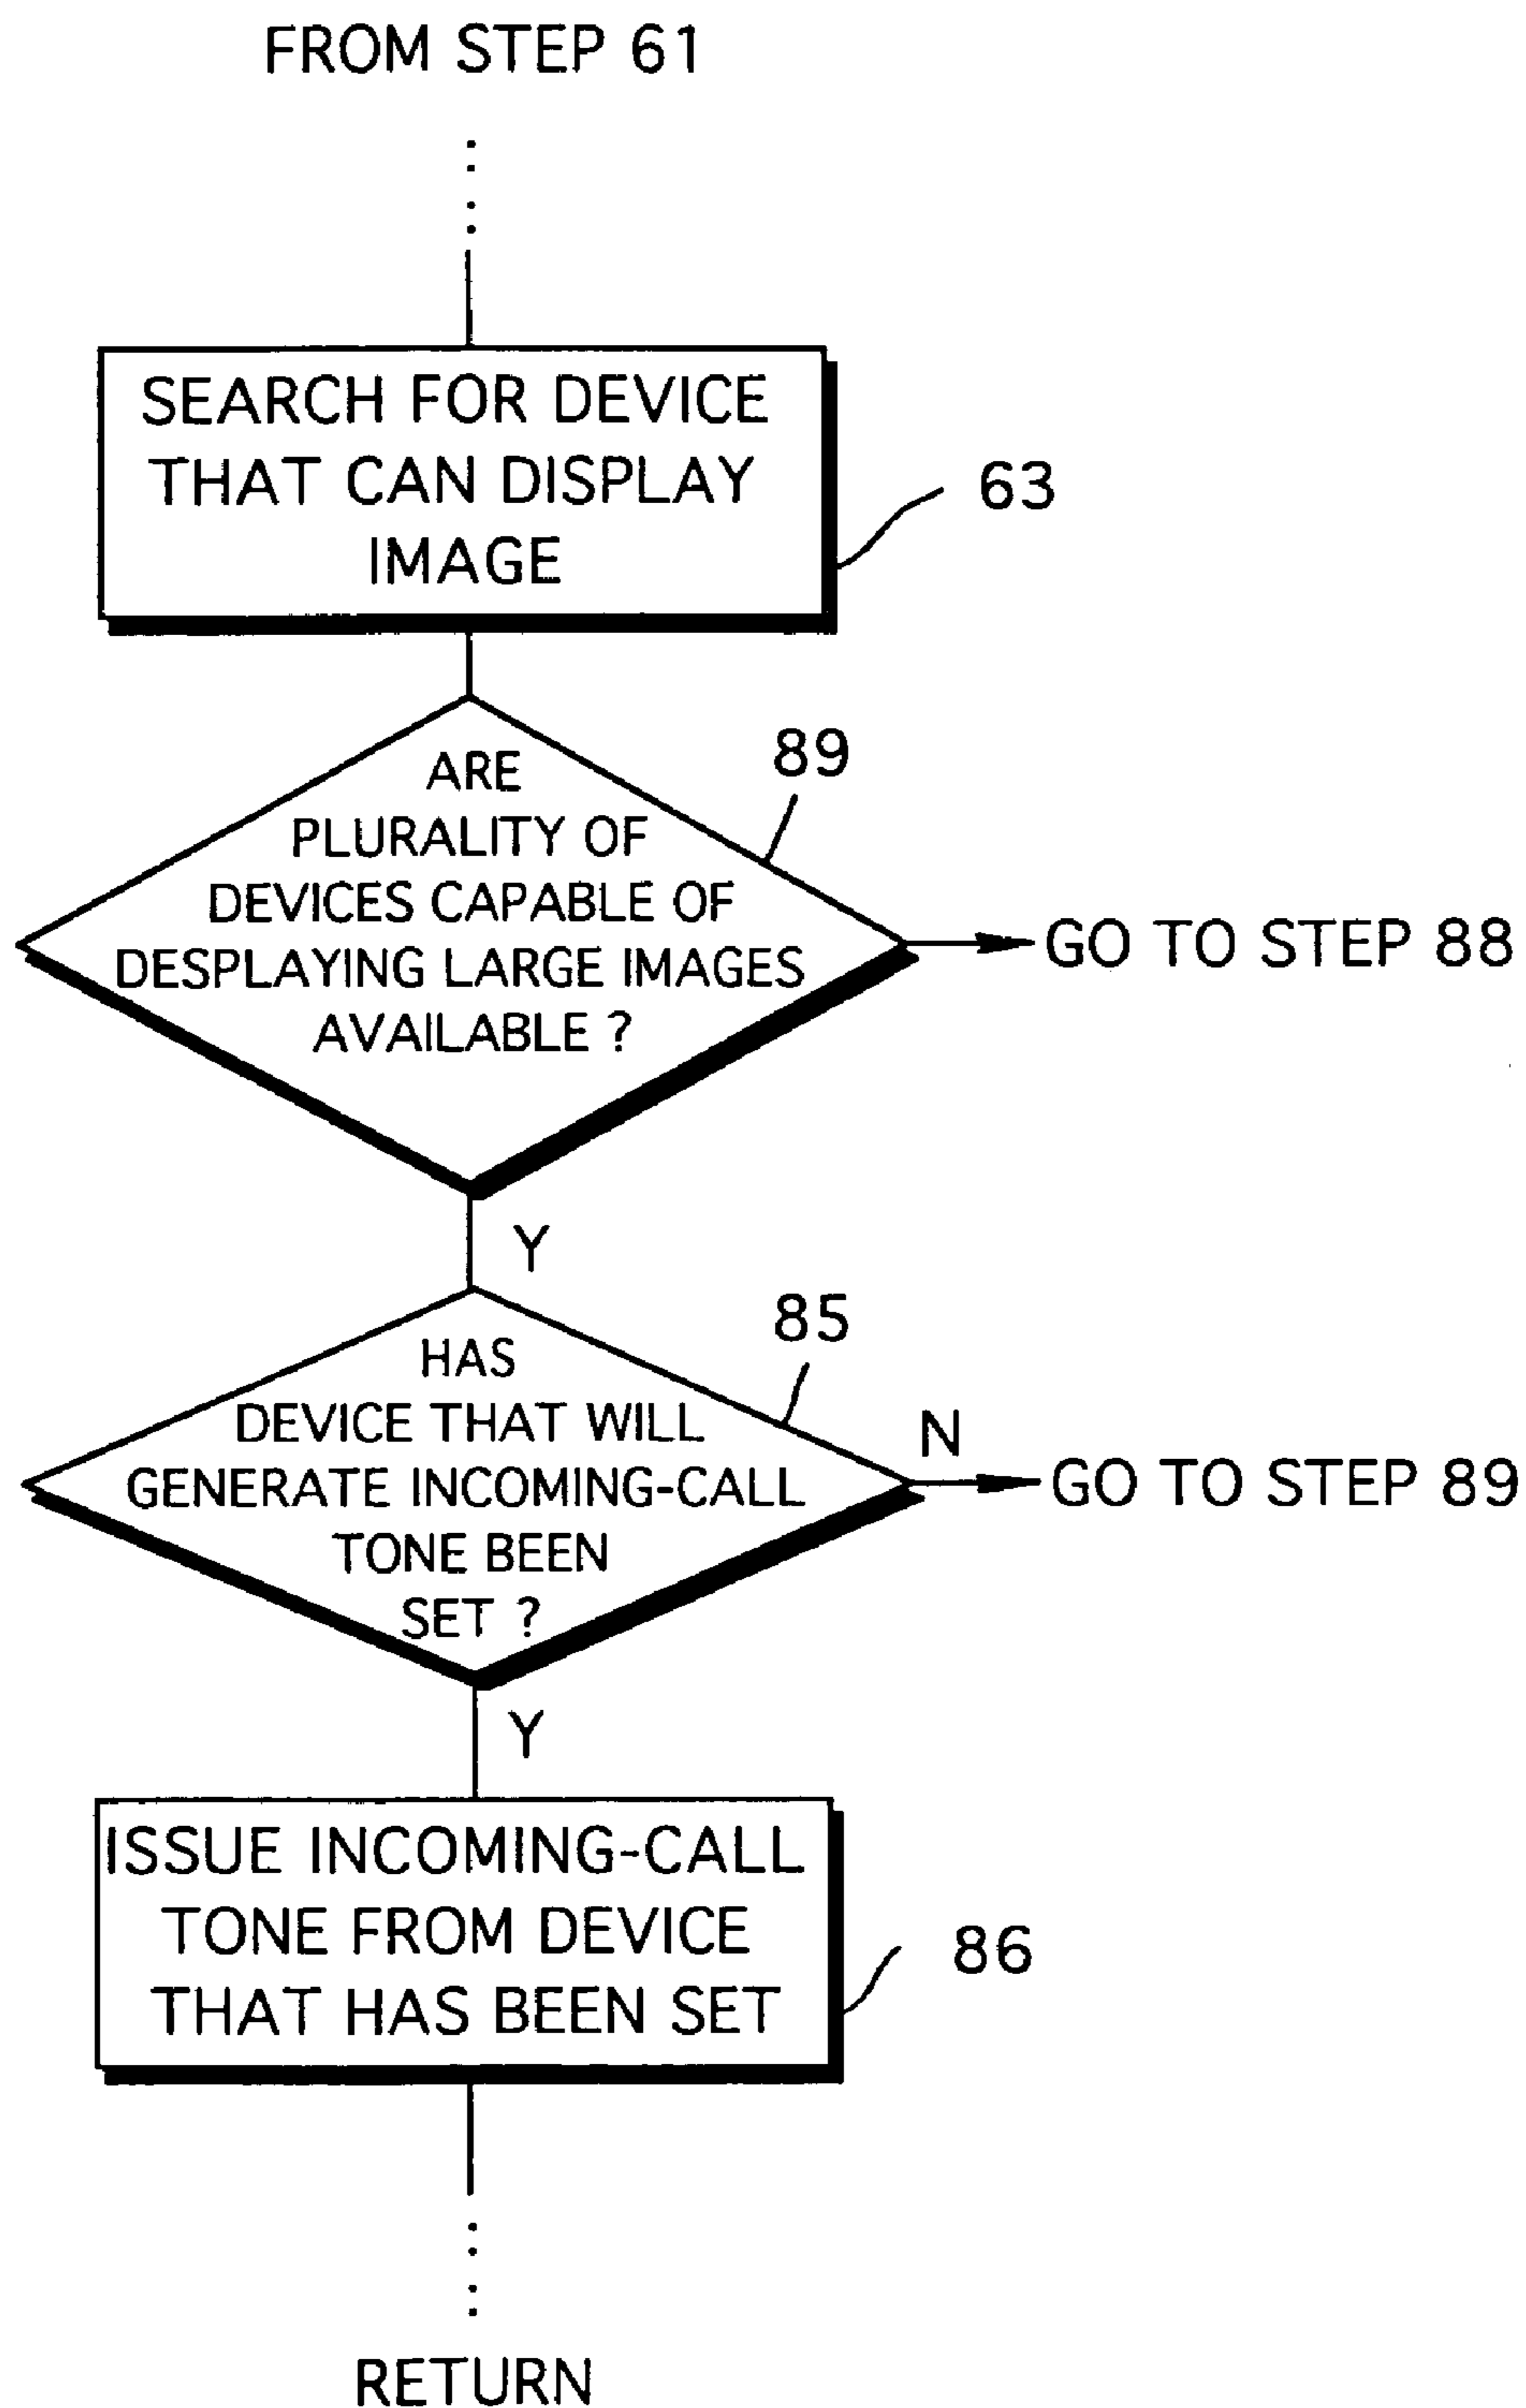 FROM STEP 61
SEARCH FOR DEVICE
THAT CAN DISPLAY
IMAGE
63
89
ARE
PLURALITY OF
DEVICES CAPABLE OF
DESPLAYING LARGE IMAGES
AVAILABLE ?
GO TO STEP 88
Y
85
HAS
DEVICE THAT WILL
GENERATE INCOMING-CALL
TONE BEEN
SET ?
N
GO TO STEP 89
Y
ISSUE INCOMING-CALL
TONE FROM DEVICE
THAT HAS BEEN SET
86
RETURN